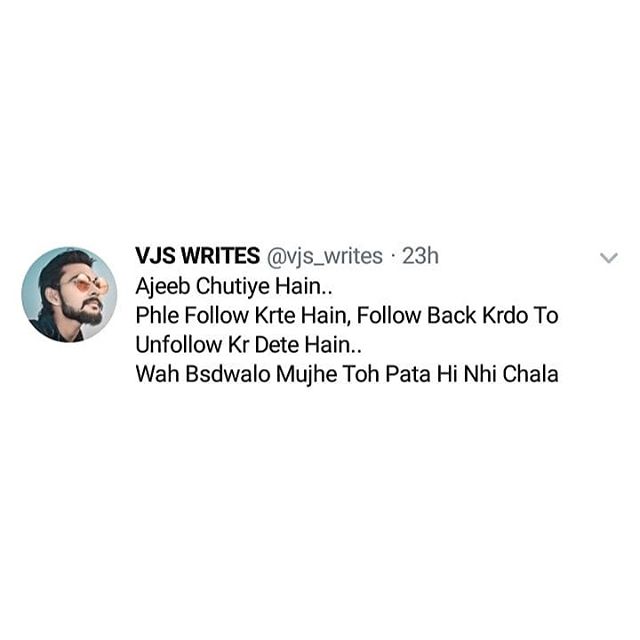 VJS WRITES @vjs_writes · 23h
Ajeeb Chutiye Hain..
Phle Follow Krte Hain, Follow Back Krdo To
Unfollow Kr Dete Hain..
Wah Bsdwalo Mujhe Toh Pata Hi Nhi Chala